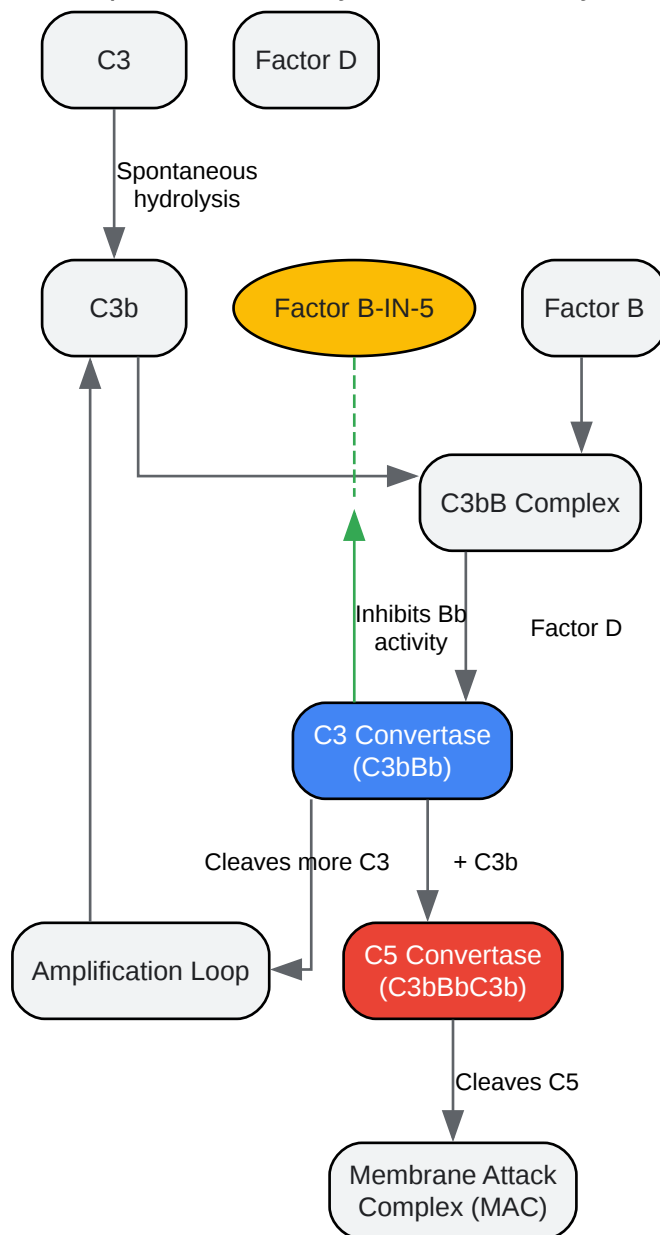 C3
Factor D
Spontaneous
hydrolysis
C3b
Factor B-IN-5
Factor B
C3bB Complex
Inhibits Bb
activity
Factor D
C3 Convertase
(C3bBb)
Cleaves more C3
+ C3b
Amplification Loop
C5 Convertase
(C3bBbC3b)
Cleaves C5
Membrane Attack
Complex (MAC)